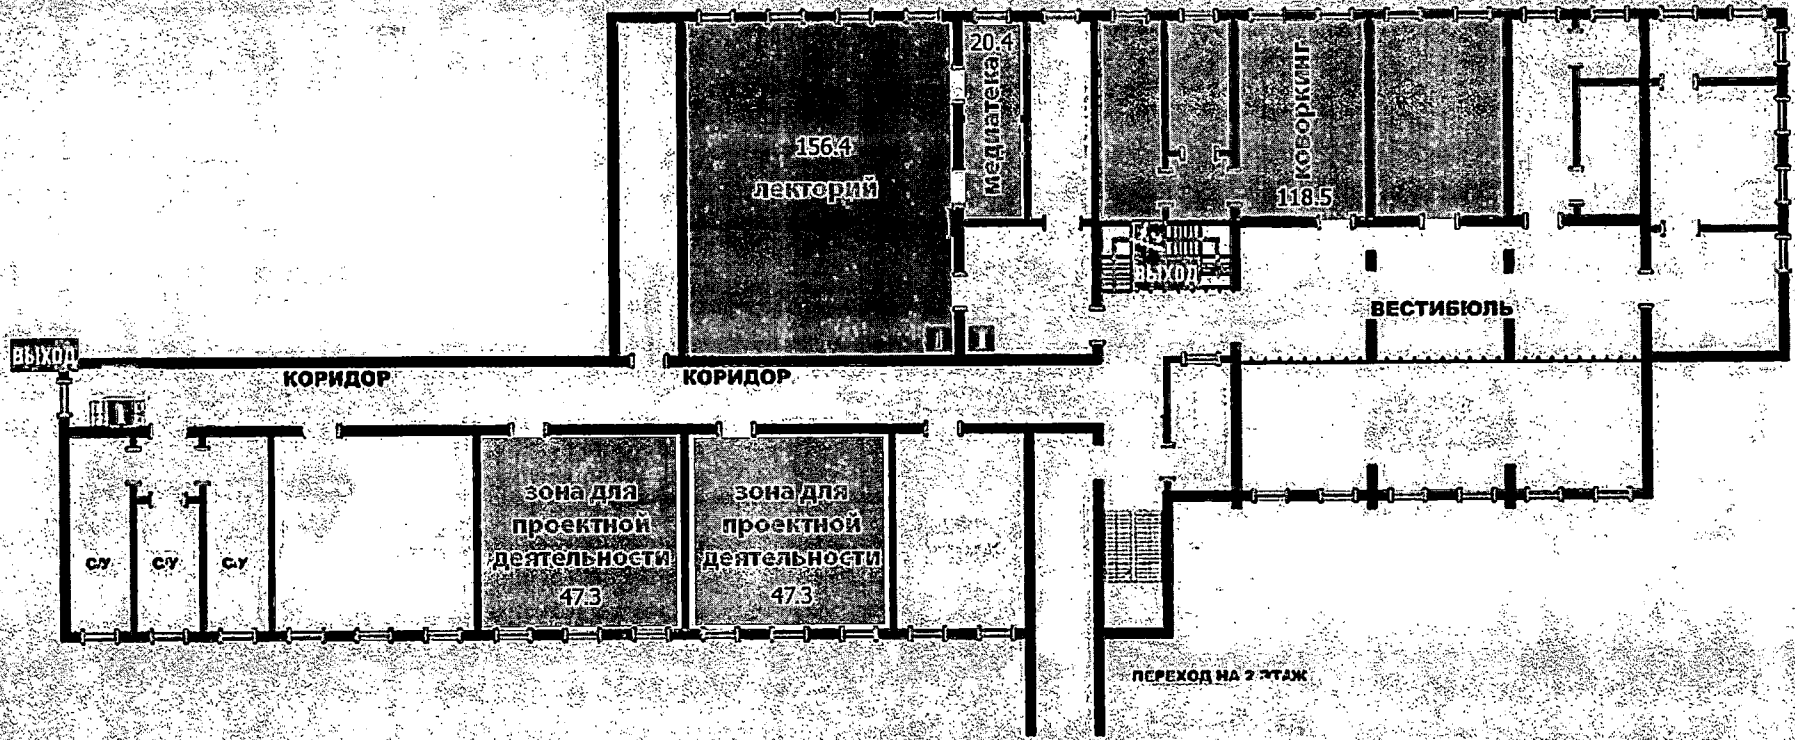 20.4
медиатека
156.4
лекторий
коворкинг
118.5
ВЫХОД
ВЕСТИБЮЛЬ
ВЫХОД
КОРИДОР
КОРИДОР
зона для
проектной
деятельности
47.3
зона для
проектной
деятельности
47.3
С/У
С/У
С/У
ПЕРЕХОД НА 2 ЭТАЖ